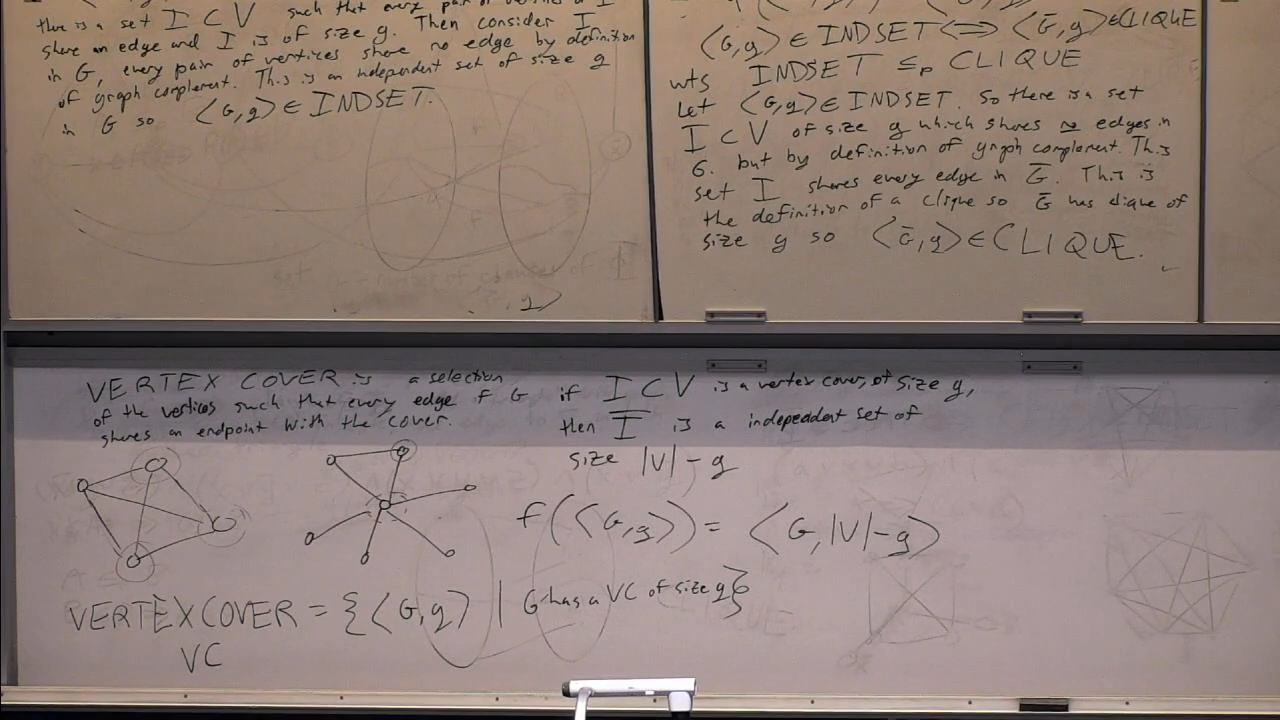 there is a set I ⊂ V such that every pair of vertices of I
share an edge and I is of size g. Then consider I
in G, every pair of vertices share no edge by definition
of graph complement. This is an independent set of size g
in G so ⟨G,g⟩ ∈ INDSET.
⟨G,g⟩ ∈ INDSET ⟺ ⟨G̅,g⟩ ∈ CLIQUE
wts INDSET ≤p CLIQUE
Let ⟨G,g⟩ ∈ INDSET. So there is a set
I ⊂ V of size g which shares no edges in
G. but by definition of graph complement. This
set I shares every edge in G̅. This is
the definition of a clique so G̅ has clique of
size g so ⟨G̅,g⟩ ∈ CLIQUE.
VERTEX COVER is a selection
of the vertices such that every edge of G
shares an endpoint with the cover.
if I ⊂ V is a vertex cover, of size g,
then I̅ is a independent set of
size |V| - g
f(⟨G,g⟩) = ⟨G, |V| - g⟩
VERTEXCOVER = {⟨G,g⟩ | G has a VC of size g}
VC